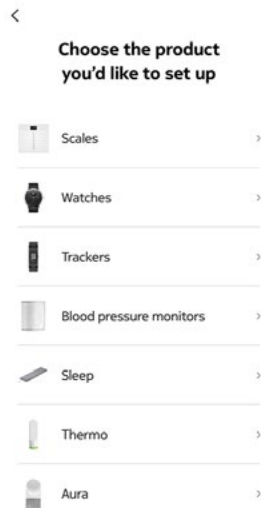 Choose the product
you'd like to set up
Scales
Watches
Trackers
Blood pressure monitors
Sleep
Thermo
Aura